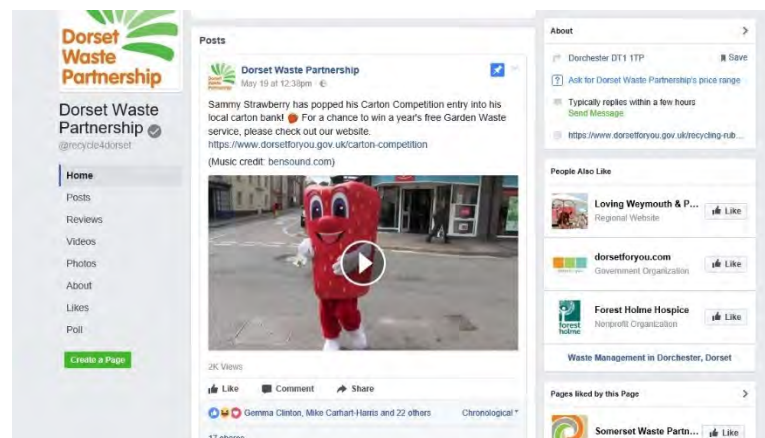 Dorset
Waste
Partnership
Dorset Waste
Partnership
@recycle4dorset
Home
Posts
Reviews
Videos
Photos
About
Likes
Poll
Create a Page
Posts
Dorset Waste Partnership
May 19 at 12:38pm ·
Sammy Strawberry has popped his Carton Competition entry into his
local carton bank! For a chance to win a year's free Garden Waste
service, please check out our website.
https://www.dorsetforyou.gov.uk/carton-competition
(Music credit: bensound.com)
2K Views
Like Comment Share
Gemma Clinton, Mike Carhart-Harris and 22 others Chronological
17 shares
About
Dorchester DT1 1TP Save
Ask for Dorset Waste Partnership's price range
Typically replies within a few hours
Send Message
https://www.dorsetforyou.gov.uk/recycling-rub...
People Also Like
Loving Weymouth & P... Like
Regional Website
dorsetforyou.com Like
Government Organization
forest
holme
Forest Holme Hospice Like
Nonprofit Organization
Waste Management in Dorchester, Dorset
Pages liked by this Page
Somerset Waste Partn... Like